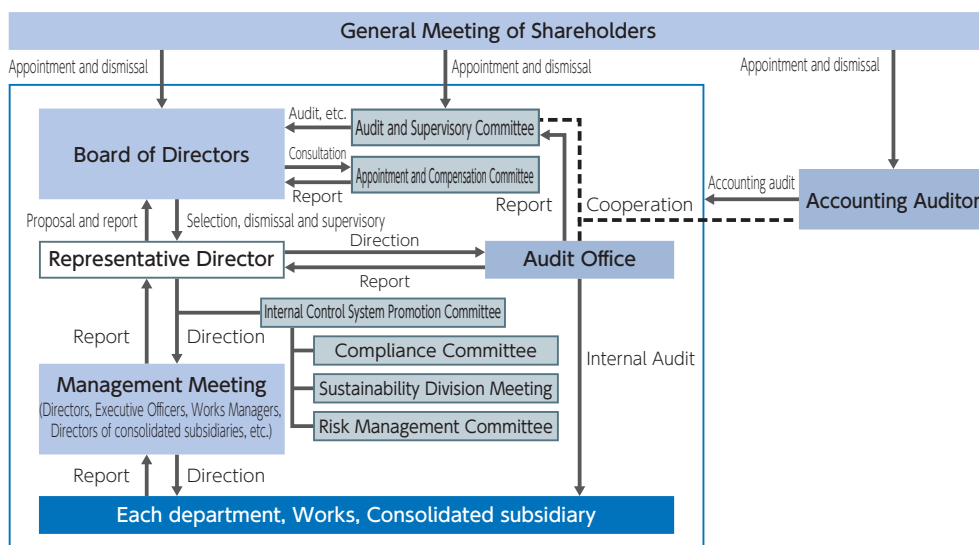 General Meeting of Shareholders
Appointment and dismissal
Appointment and dismissal
Appointment and dismissal
Board of Directors
Audit, etc.
Audit and Supervisory Committee
Consultation
Appointment and Compensation Committee
Report
Report
Cooperation
Accounting audit
Accounting Auditor
Proposal and report
Selection, dismissal and supervisory
Representative Director
Direction
Report
Audit Office
Internal Control System Promotion Committee
Report
Direction
Compliance Committee
Internal Audit
Sustainability Division Meeting
Risk Management Committee
Management Meeting
(Directors, Executive Officers, Works Managers,
Directors of consolidated subsidiaries, etc.)
Report
Direction
Each department, Works, Consolidated subsidiary